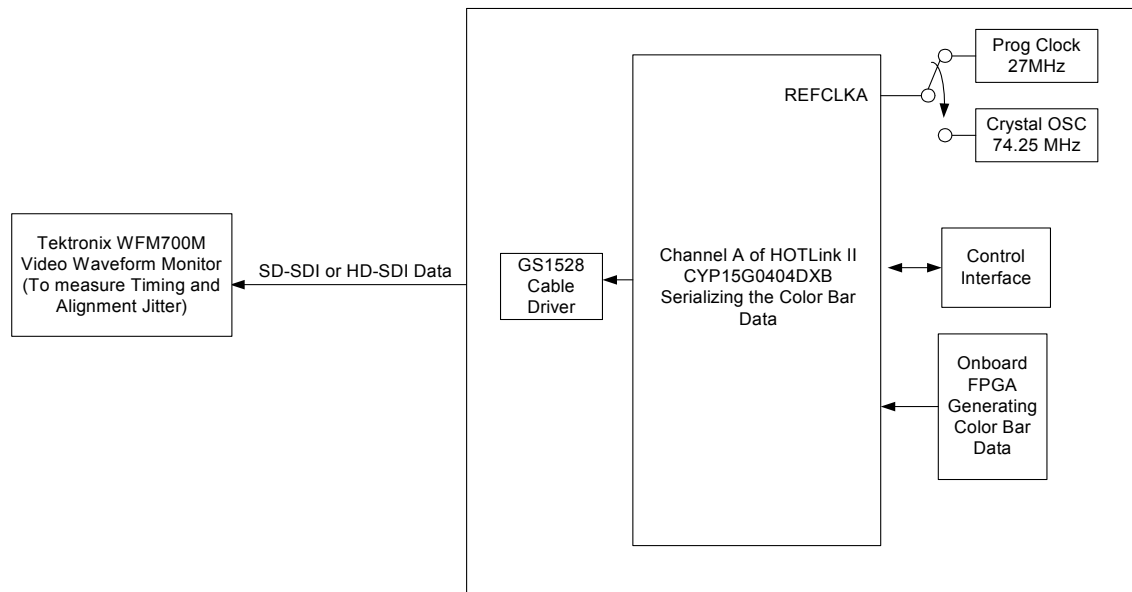 Prog Clock
27MHz
REFCLKA
Crystal OSC
74.25 MHz
Tektronix WFM700M
Video Waveform Monitor
(To measure Timing and
Alignment Jitter)
SD-SDI or HD-SDI Data
GS1528
Cable
Driver
Channel A of HOTLink II
CYP15G0404DXB
Serializing the Color Bar
Data
Control
Interface
Onboard
FPGA
Generating
Color Bar
Data